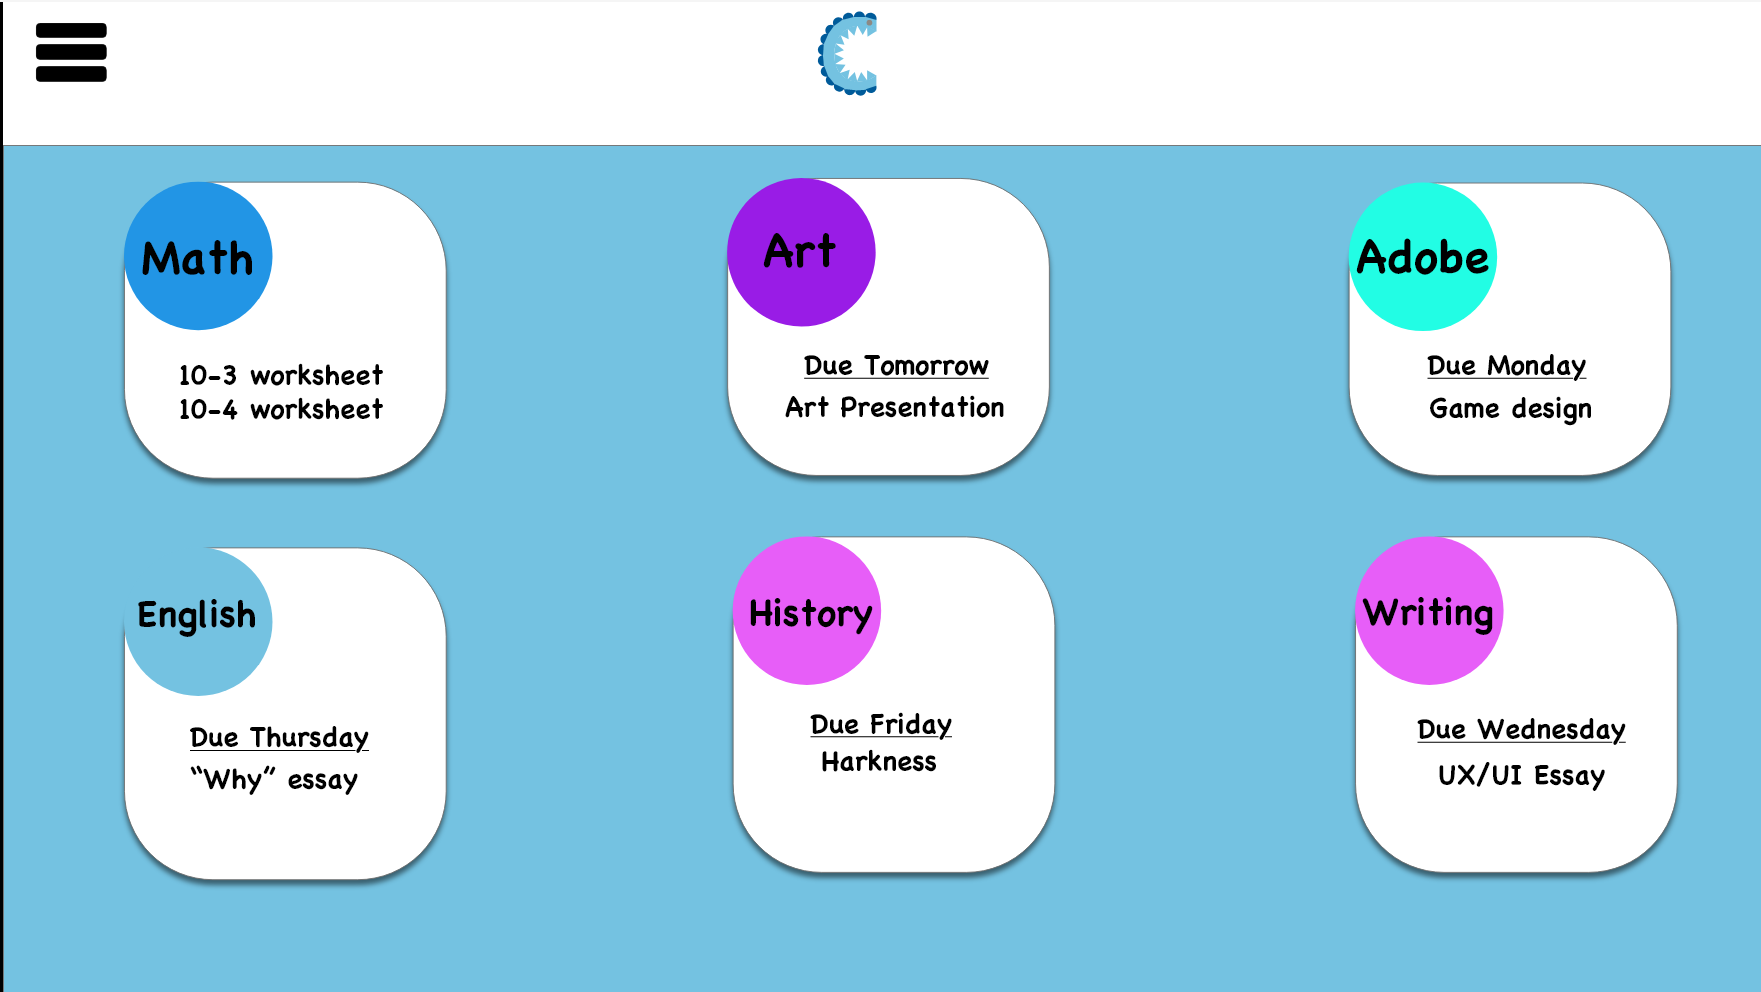 Math
10-3 worksheet
10-4 worksheet
Art
Due Tomorrow
Art Presentation
Adobe
Due Monday
Game design
English
Due Thursday
“Why” essay
History
Due Friday
Harkness
Writing
Due Wednesday
UX/UI Essay